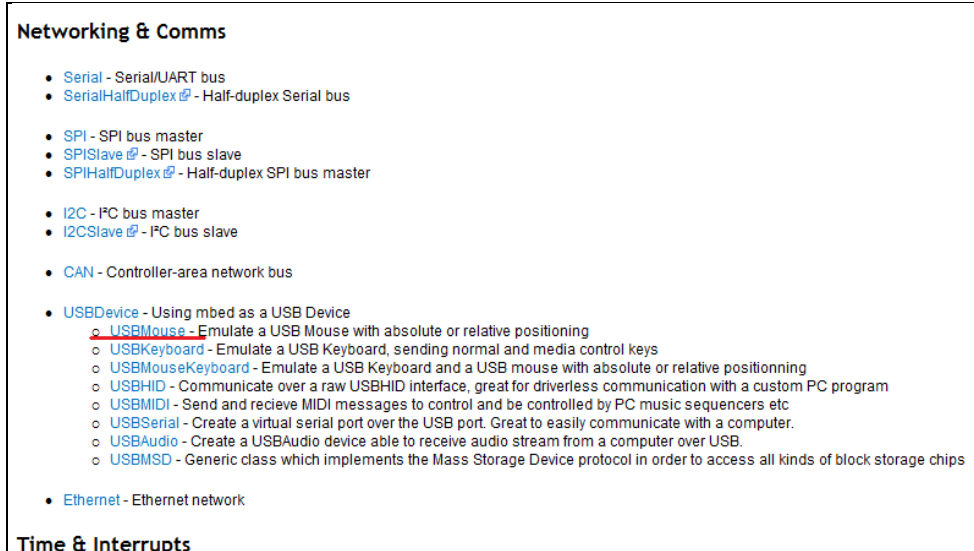 Networking & Comms
• Serial - Serial/UART bus
• SerialHalfDuplex - Half-duplex Serial bus
• SPI - SPI bus master
• SPISlave - SPI bus slave
• SPIHalfDuplex - Half-duplex SPI bus master
• I2C - I²C bus master
• I2CSlave - I²C bus slave
• CAN - Controller-area network bus
• USBDevice - Using mbed as a USB Device
o USBMouse - Emulate a USB Mouse with absolute or relative positioning
o USBKeyboard - Emulate a USB Keyboard, sending normal and media control keys
o USBMouseKeyboard - Emulate a USB Keyboard and a USB mouse with absolute or relative positionning
o USBHID - Communicate over a raw USBHID interface, great for driverless communication with a custom PC program
o USBMIDI - Send and recieve MIDI messages to control and be controlled by PC music sequencers etc
o USBSerial - Create a virtual serial port over the USB port. Great to easily communicate with a computer.
o USBAudio - Create a USBAudio device able to receive audio stream from a computer over USB.
o USBMSD - Generic class which implements the Mass Storage Device protocol in order to access all kinds of block storage chips
• Ethernet - Ethernet network
Time & Interrupts